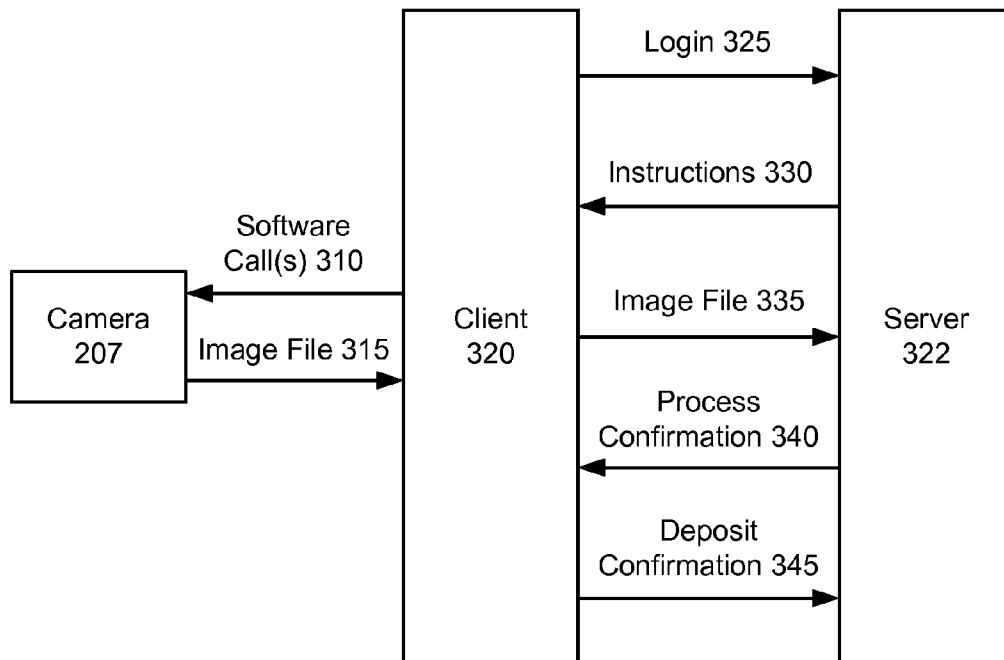 Login 325
Instructions 330
Software
Call(s) 310
Camera
207
Image File 315
Client
320
Image File 335
Server
322
Process
Confirmation 340
Deposit
Confirmation 345